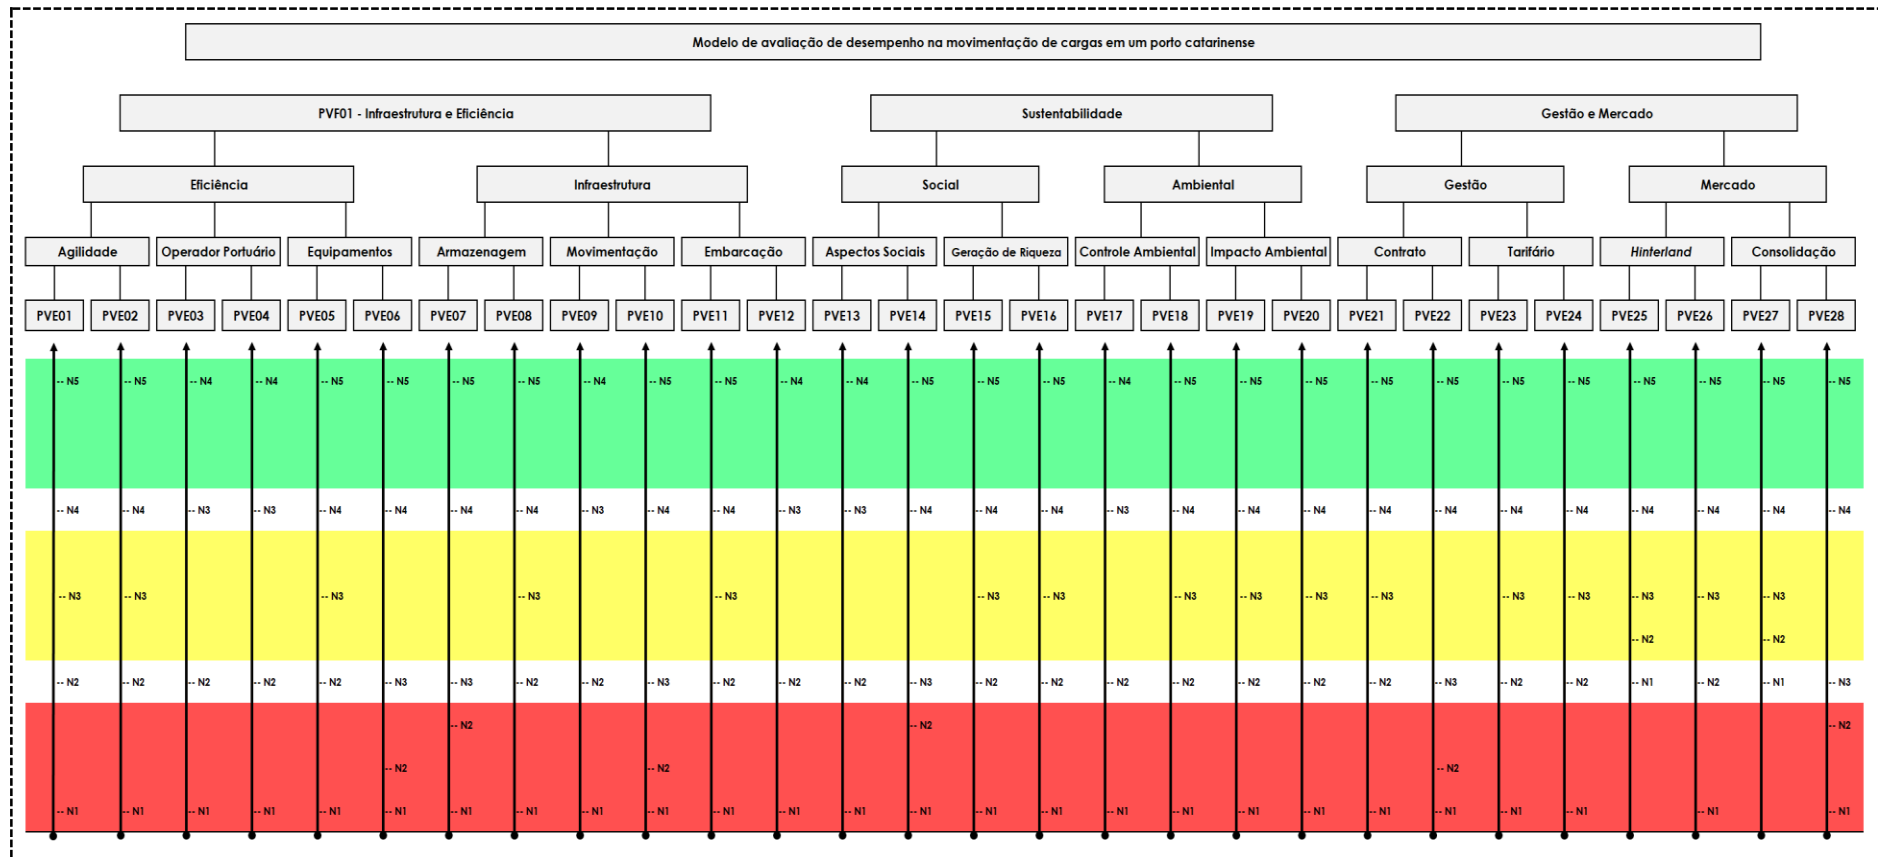 Modelo de avaliação de desempenho na movimentação de cargas em um porto catarinense
PVF01 - Infraestrutura e Eficiência Sustentabilidade Gestão e Mercado
Eficiência Infraestrutura Social Ambiental Gestão Mercado
Agilidade Operador Portuário Equipamentos Armazenagem Movimentação Embarcação Aspectos Sociais Geração de Riqueza Controle Ambiental Impacto Ambiental Contrato Tarifário Hinterland Consolidação
PVE01 PVE02 PVE03 PVE04 PVE05 PVE06 PVE07 PVE08 PVE09 PVE10 PVE11 PVE12 PVE13 PVE14 PVE15 PVE16 PVE17 PVE18 PVE19 PVE20 PVE21 PVE22 PVE23 PVE24 PVE25 PVE26 PVE27 PVE28
-- N5 -- N5 -- N4 -- N4 -- N5 -- N5 -- N5 -- N5 -- N4 -- N5 -- N5 -- N4 -- N4 -- N5 -- N5 -- N5 -- N4 -- N5 -- N5 -- N5 -- N5 -- N5 -- N5 -- N5 -- N5 -- N5 -- N5 -- N5
-- N4 -- N4 -- N3 -- N3 -- N4 -- N4 -- N4 -- N4 -- N3 -- N4 -- N4 -- N3 -- N3 -- N4 -- N4 -- N4 -- N3 -- N4 -- N4 -- N4 -- N4 -- N4 -- N4 -- N4 -- N4 -- N4 -- N4 -- N4
-- N3 -- N3 -- N3 -- N3 -- N3 -- N3 -- N3 -- N3 -- N3 -- N3 -- N3 -- N3 -- N3 -- N3 -- N3 -- N3
-- N2 -- N2
-- N2 -- N2 -- N2 -- N2 -- N2 -- N3 -- N3 -- N2 -- N2 -- N3 -- N2 -- N2 -- N2 -- N3 -- N2 -- N2 -- N2 -- N2 -- N2 -- N2 -- N2 -- N3 -- N2 -- N2 -- N1 -- N2 -- N1 -- N3
-- N2 -- N2 -- N2
-- N2 -- N2 -- N2
-- N1 -- N1 -- N1 -- N1 -- N1 -- N1 -- N1 -- N1 -- N1 -- N1 -- N1 -- N1 -- N1 -- N1 -- N1 -- N1 -- N1 -- N1 -- N1 -- N1 -- N1 -- N1 -- N1 -- N1 -- N1 -- N1